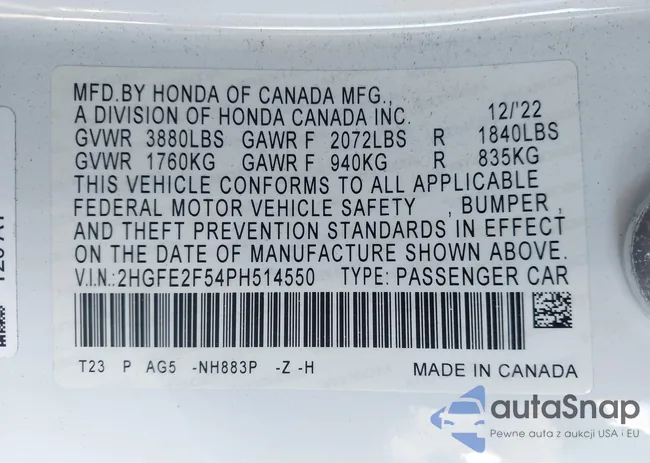 MFD.BY HONDA OF CANADA MFG.,
A DIVISION OF HONDA CANADA INC. 12/'22
GVWR 3880LBS GAWR F 2072LBS R 1840LBS
GVWR 1760KG GAWR F 940KG R 835KG
THIS VEHICLE CONFORMS TO ALL APPLICABLE
FEDERAL MOTOR VEHICLE SAFETY , BUMPER ,
AND THEFT PREVENTION STANDARDS IN EFFECT
ON THE DATE OF MANUFACTURE SHOWN ABOVE.
V.I.N.:2HGFE2F54PH514550 TYPE: PASSENGER CAR
T23 P AG5 -NH883P -Z -H MADE IN CANADA
autaSnap
Pewne auta z aukcji USA i EU